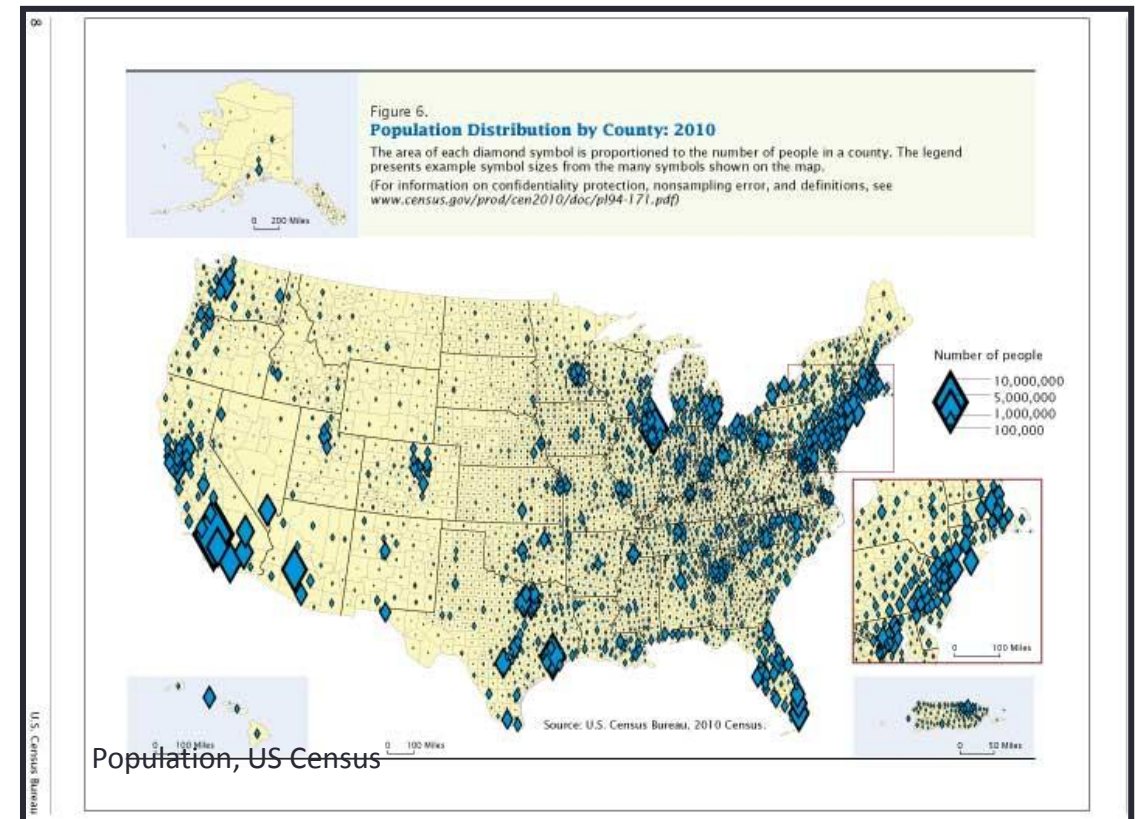 8
Figure 6.
Population Distribution by County: 2010
The area of each diamond symbol is proportioned to the number of people in a county. The legend
presents example symbol sizes from the many symbols shown on the map.
(For information on confidentiality protection, nonsampling error, and definitions, see
www.census.gov/prod/cen2010/doc/pl94-171.pdf)
0 200 Miles
Number of people
10,000,000
5,000,000
1,000,000
100,000
0 100 Miles
Source: U.S. Census Bureau, 2010 Census.
0 100 Miles
0 100 Miles
0 50 Miles
Population, US Census
U.S. Census Bureau